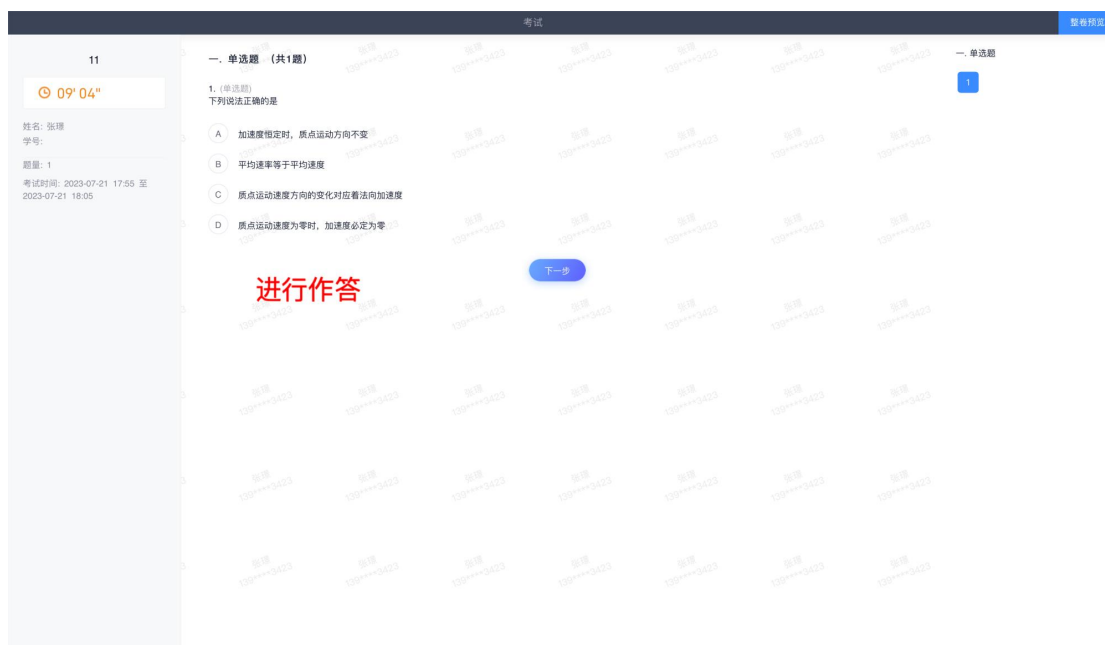 考试
整卷预览
11
09' 04"
姓名: 张璟
学号:
题量: 1
考试时间: 2023-07-21 17:55 至
2023-07-21 18:05
一. 单选题 （共1题）
1. (单选题)
下列说法正确的是
A 加速度恒定时，质点运动方向不变
B 平均速率等于平均速度
C 质点运动速度方向的变化对应着法向加速度
D 质点运动速度为零时，加速度必定为零
下一步
进行作答
一. 单选题
1
张璟
139****3423